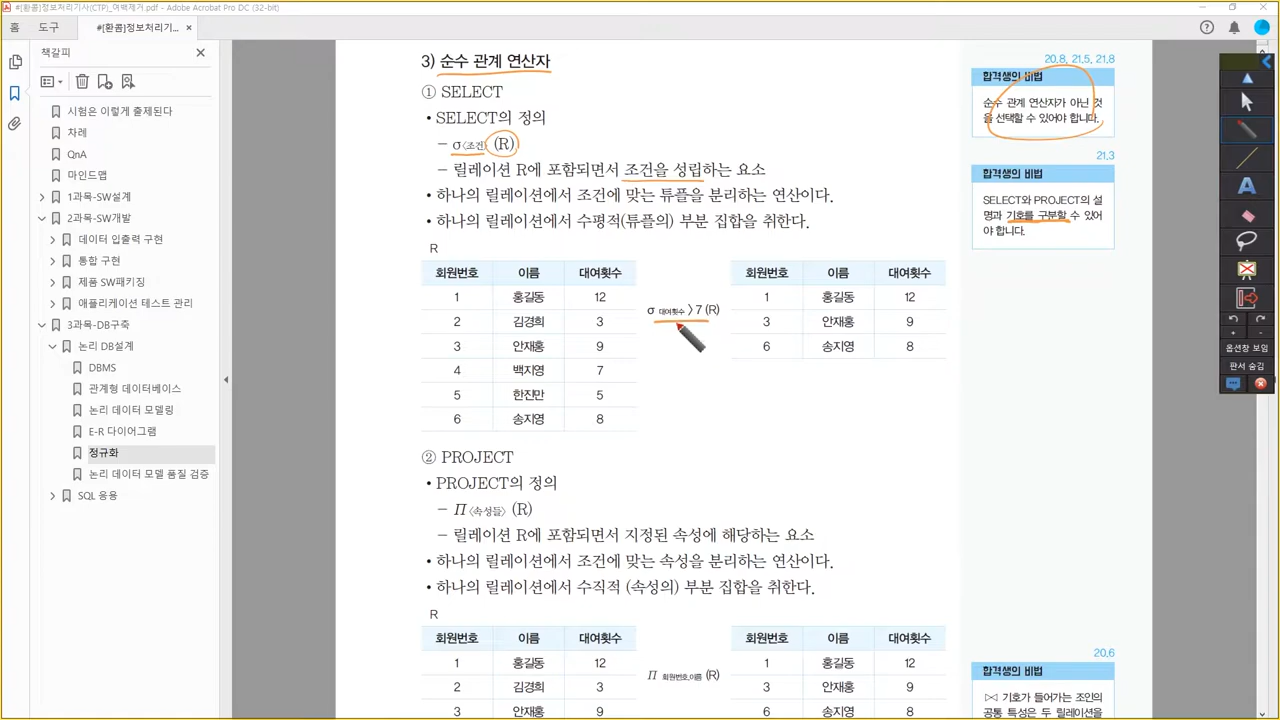 #[환콤]정보처리기사(CTP)_여백제거.pdf - Adobe Acrobat Pro DC (32-bit)
홈 도구 #[환콤]정보처리기... ×
책갈피
시험은 이렇게 출제된다
차례
QnA
마인드맵
1과목-SW설계
2과목-SW개발
데이터 입출력 구현
통합 구현
제품 SW패키징
애플리케이션 테스트 관리
3과목-DB구축
논리 DB설계
DBMS
관계형 데이터베이스
논리 데이터 모델링
E-R 다이어그램
정규화
논리 데이터 모델 품질 검증
SQL 응용
3) 순수 관계 연산자
① SELECT
• SELECT의 정의
- σ〈조건〉 (R)
- 릴레이션 R에 포함되면서 조건을 성립하는 요소
• 하나의 릴레이션에서 조건에 맞는 튜플을 분리하는 연산이다.
• 하나의 릴레이션에서 수평적(튜플의) 부분 집합을 취한다.
R
회원번호 이름 대여횟수
1 홍길동 12
2 김경희 3
3 안재홍 9
4 백지영 7
5 한진만 5
6 송지영 8
σ 대여횟수 〉7 (R)
회원번호 이름 대여횟수
1 홍길동 12
3 안재홍 9
6 송지영 8
② PROJECT
• PROJECT의 정의
- Π〈속성들〉 (R)
- 릴레이션 R에 포함되면서 지정된 속성에 해당하는 요소
• 하나의 릴레이션에서 조건에 맞는 속성을 분리하는 연산이다.
• 하나의 릴레이션에서 수직적 (속성의) 부분 집합을 취한다.
R
회원번호 이름 대여횟수
1 홍길동 12
2 김경희 3
3 안재홍 9
Π 회원번호,이름 (R)
회원번호 이름 대여횟수
1 홍길동 12
3 안재홍 9
6 송지영 8
20.8, 21.5, 21.8
합격생의 비법
순수 관계 연산자가 아닌 것
을 선택할 수 있어야 합니다.
21.3
합격생의 비법
SELECT와 PROJECT의 설
명과 기호를 구분할 수 있어
야 합니다.
20.6
합격생의 비법
▷◁ 기호가 들어가는 조인의
공통 특성은 두 릴레이션을
A
옵션창 보임
판서 숨김